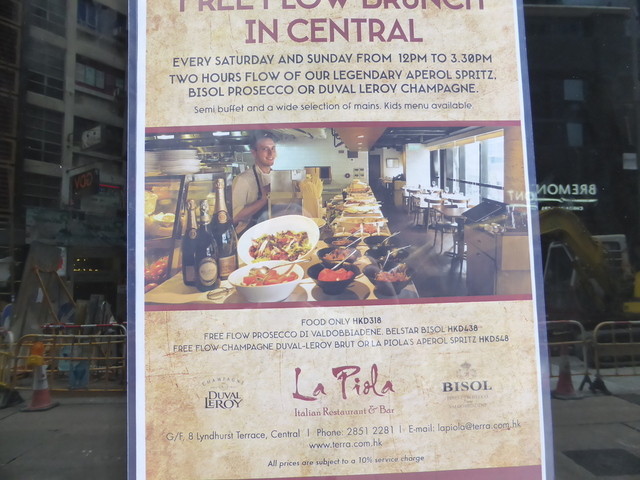 FREE FLOW BRUNCH
IN CENTRAL
EVERY SATURDAY AND SUNDAY FROM 12PM TO 3.30PM
TWO HOURS FLOW OF OUR LEGENDARY APEROL SPRITZ,
BISOL PROSECCO OR DUVAL LEROY CHAMPAGNE.
Semi buffet and a wide selection of mains. Kids menu available.
BREMONT
FOOD ONLY HKD318
FREE FLOW PROSECCO DI VALDOBBIADENE, BELSTAR BISOL HKD438
FREE FLOW CHAMPAGNE DUVAL-LEROY BRUT OR LA PIOLA'S APEROL SPRITZ HKD548
CHAMPAGNE
DUVAL
LEROY
La Piola
Italian Restaurant & Bar
BISOL
G/F, 8 Lyndhurst Terrace, Central | Phone: 2851 2281 | E-mail: lapiola@terra.com.hk
www.terra.com.hk
All prices are subject to a 10% service charge